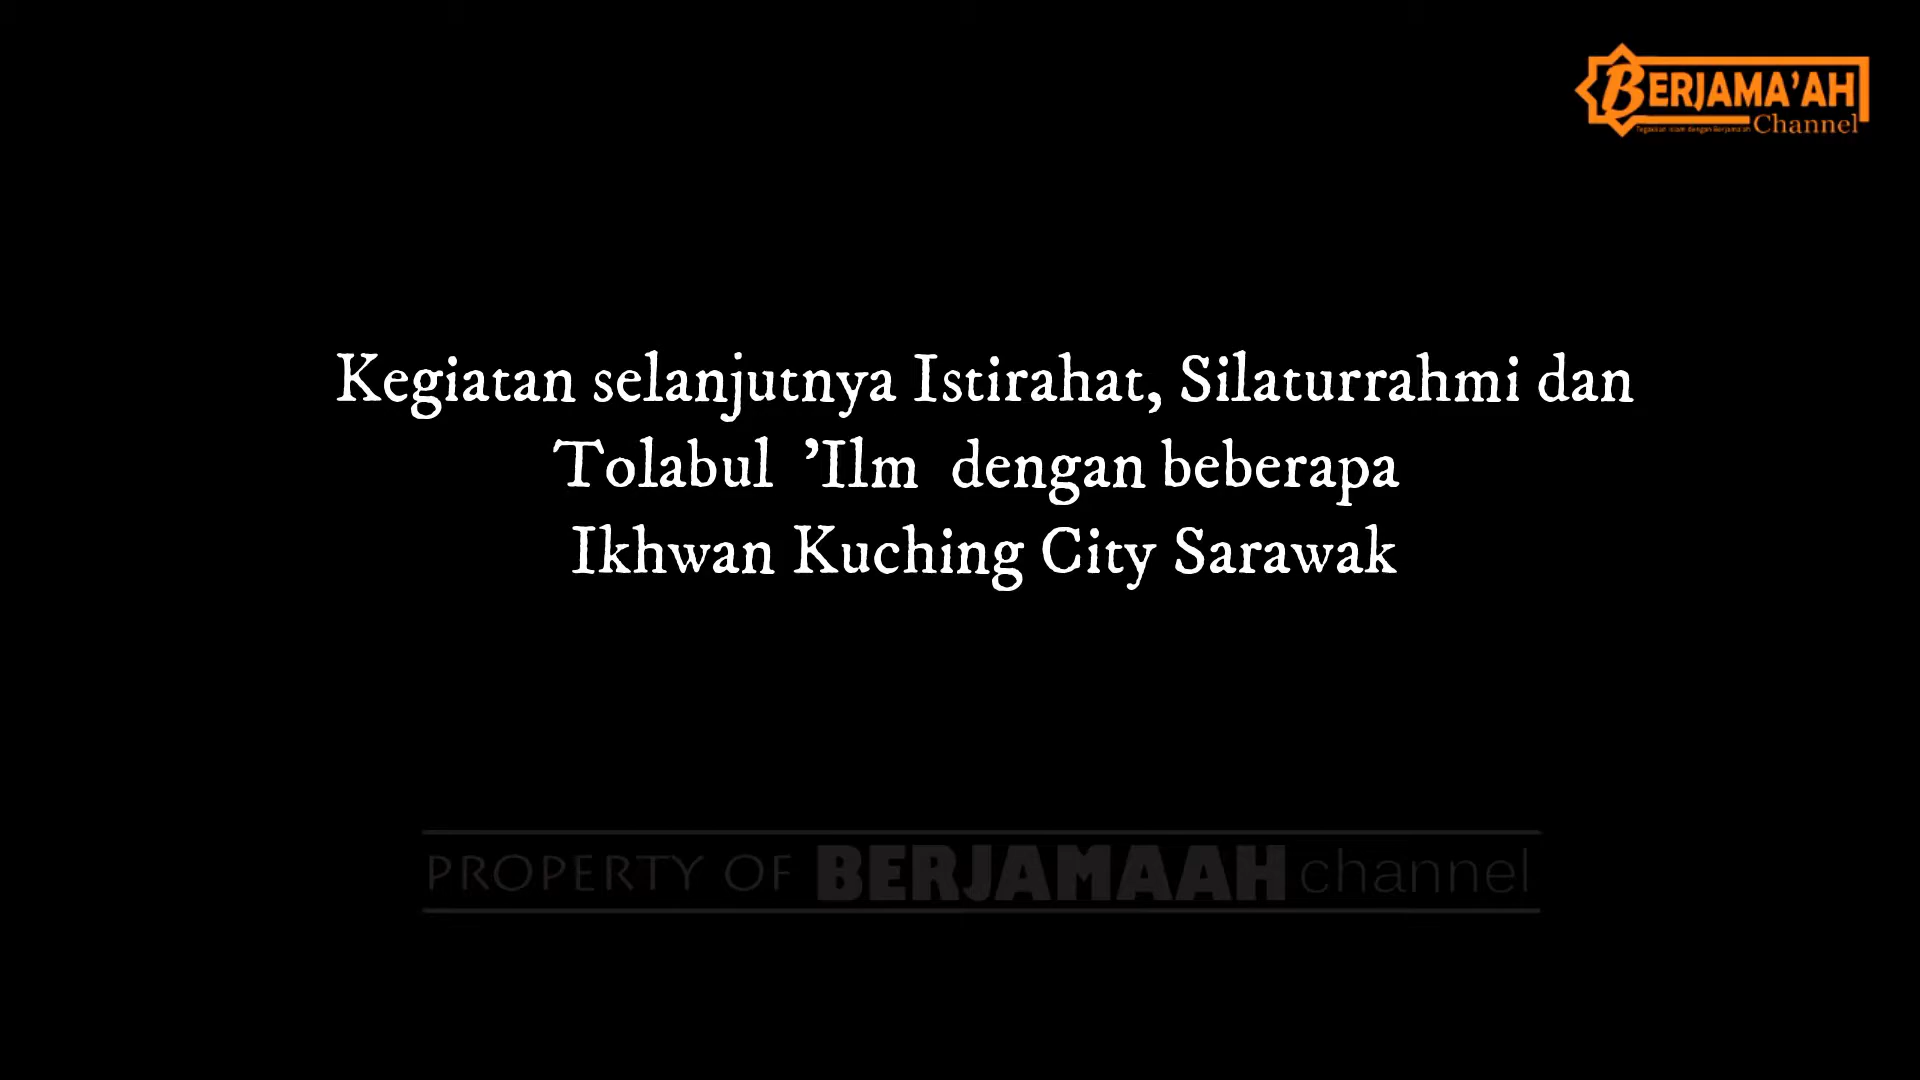 BERJAMA'AH
Channel
Kegiatan selanjutnya Istirahat, Silaturrahmi dan
Tolabul 'Ilm dengan beberapa
Ikhwan Kuching City Sarawak
PROPERTY OF BERJAMAAH channel